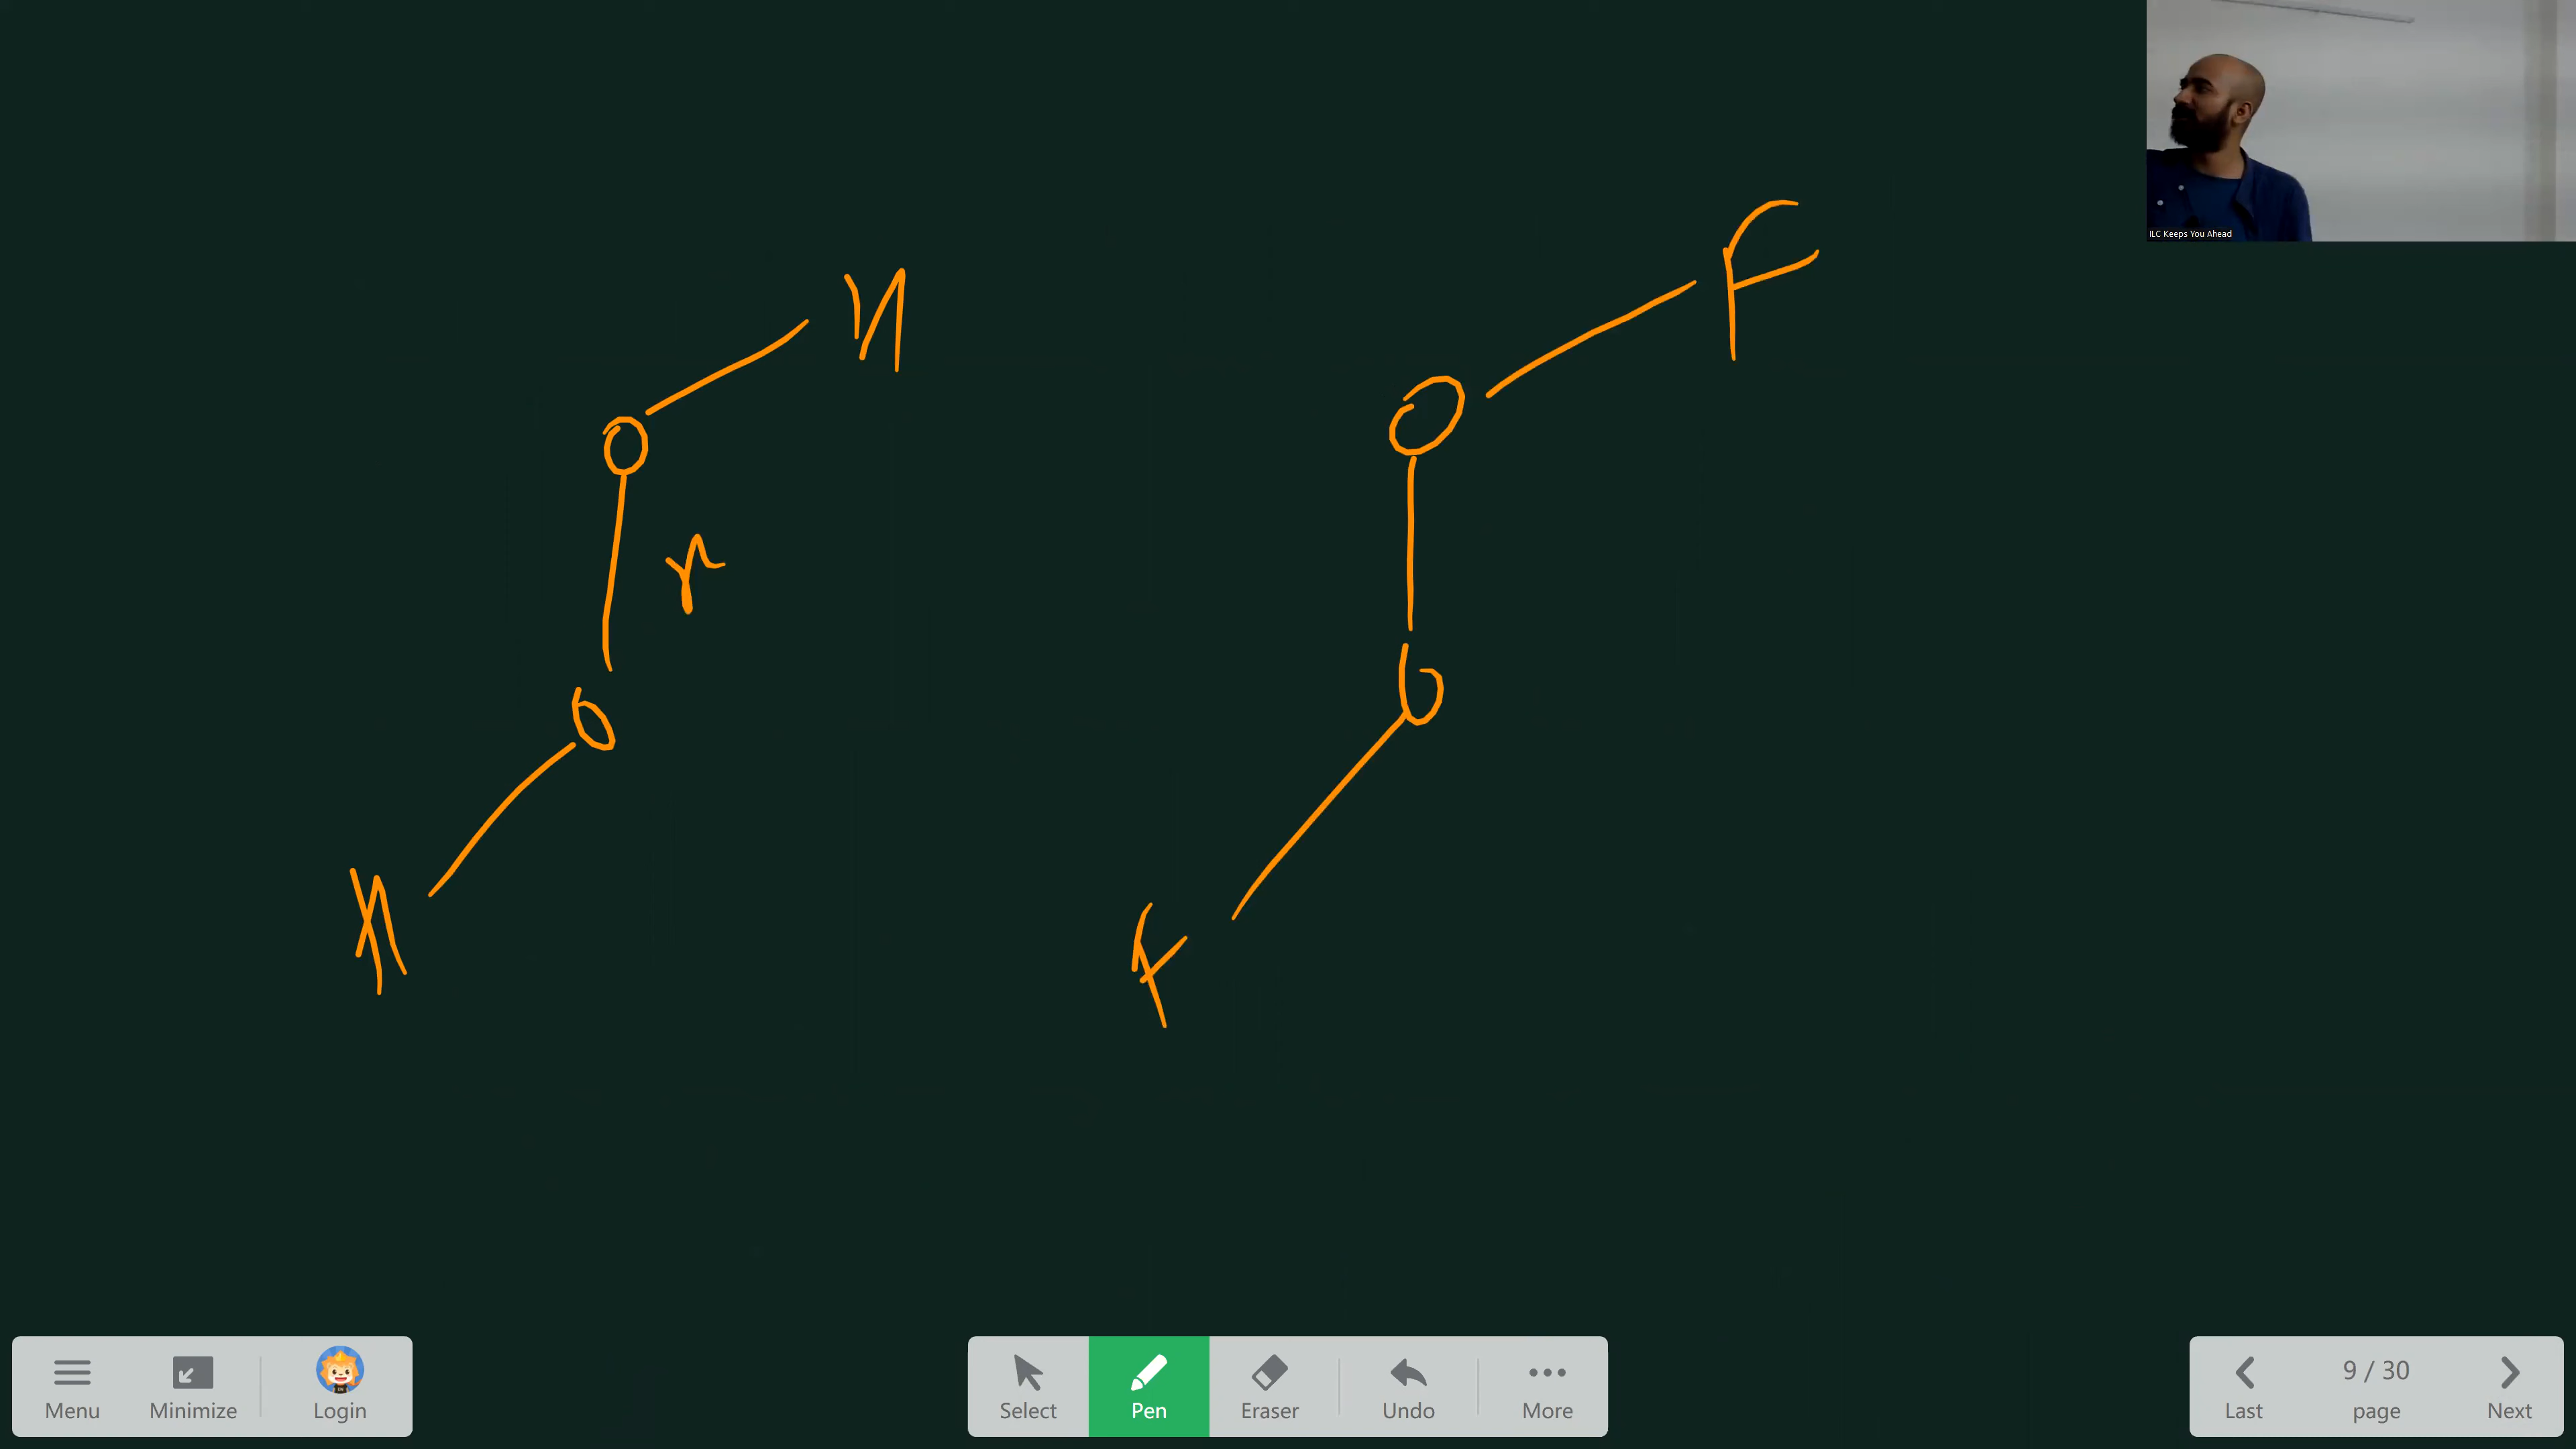 ILC Keeps You Ahead
H
F
O
O
r
O
O
H
F
Menu
Minimize
Login
Select
Pen
Eraser
Undo
More
Last
9 / 30
page
Next